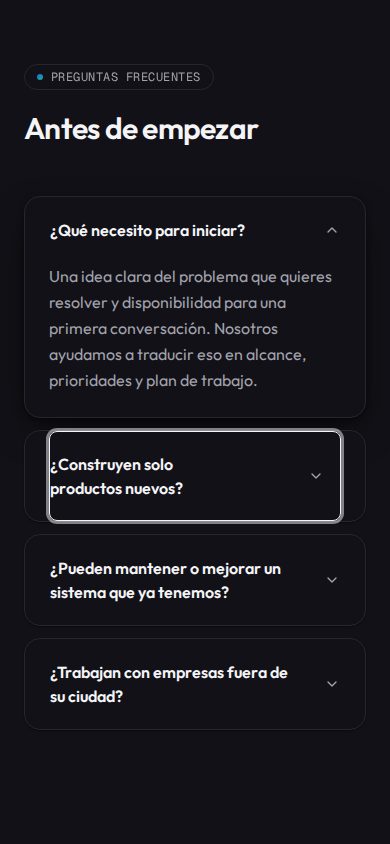 PREGUNTAS FRECUENTES
Antes de empezar
¿Qué necesito para iniciar?
Una idea clara del problema que quieres
resolver y disponibilidad para una
primera conversación. Nosotros
ayudamos a traducir eso en alcance,
prioridades y plan de trabajo.
¿Construyen solo
productos nuevos?
¿Pueden mantener o mejorar un
sistema que ya tenemos?
¿Trabajan con empresas fuera de
su ciudad?